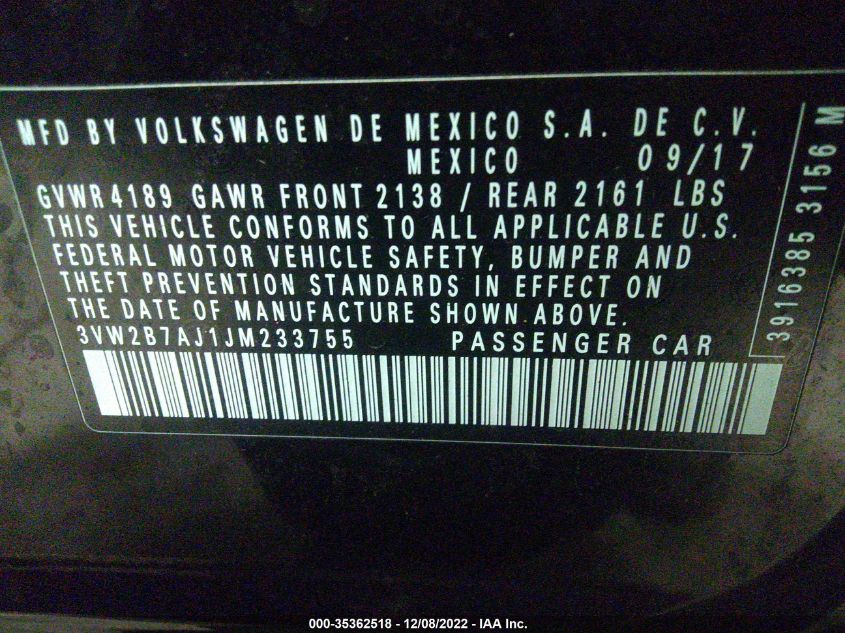 MFD BY VOLKSWAGEN DE MEXICO S.A. DE C.V.
MEXICO 09/17
GVWR 4189 GAWR FRONT 2138 / REAR 2161 LBS
THIS VEHICLE CONFORMS TO ALL APPLICABLE U.S.
FEDERAL MOTOR VEHICLE SAFETY, BUMPER AND
THEFT PREVENTION STANDARDS IN EFFECT ON
THE DATE OF MANUFACTURE SHOWN ABOVE.
3VW2B7AJ1JM233755 PASSENGER CAR
3916385 3156 M
000-35362518 - 12/08/2022 - IAA Inc.